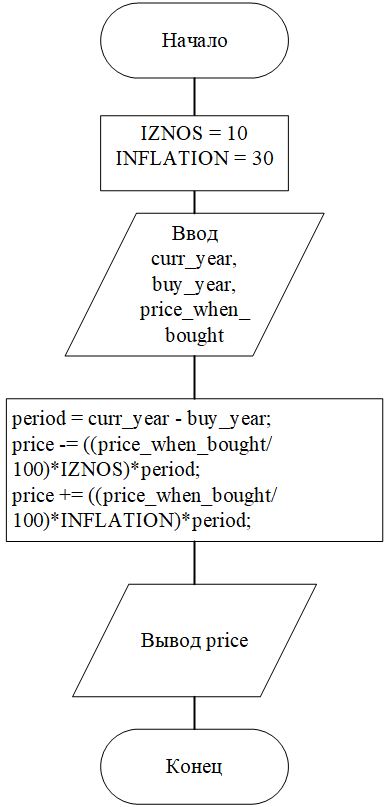 Начало
IZNOS = 10
INFLATION = 30
Ввод
curr_year,
buy_year,
price_when_
bought
period = curr_year - buy_year;
price -= ((price_when_bought/
100)*IZNOS)*period;
price += ((price_when_bought/
100)*INFLATION)*period;
Вывод price
Конец